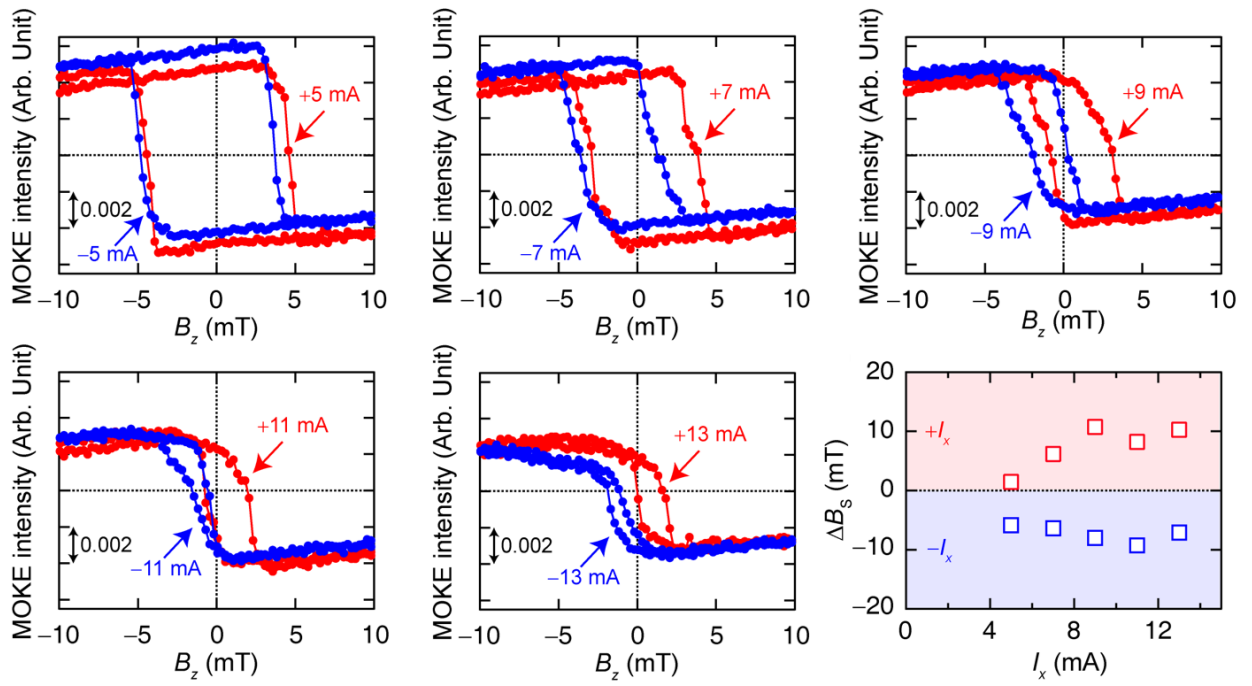 MOKE intensity (Arb. Unit)
+5 mA
0.002
−5 mA
−10 −5 0 5 10
B_z (mT)
MOKE intensity (Arb. Unit)
+7 mA
0.002
−7 mA
−10 −5 0 5 10
B_z (mT)
MOKE intensity (Arb. Unit)
+9 mA
0.002
−9 mA
−10 −5 0 5 10
B_z (mT)
MOKE intensity (Arb. Unit)
+11 mA
0.002
−11 mA
−10 −5 0 5 10
B_z (mT)
MOKE intensity (Arb. Unit)
+13 mA
0.002
−13 mA
−10 −5 0 5 10
B_z (mT)
ΔB_s (mT)
20
10
+I_x
0
−I_x
−10
−20
0 4 8 12
I_x (mA)